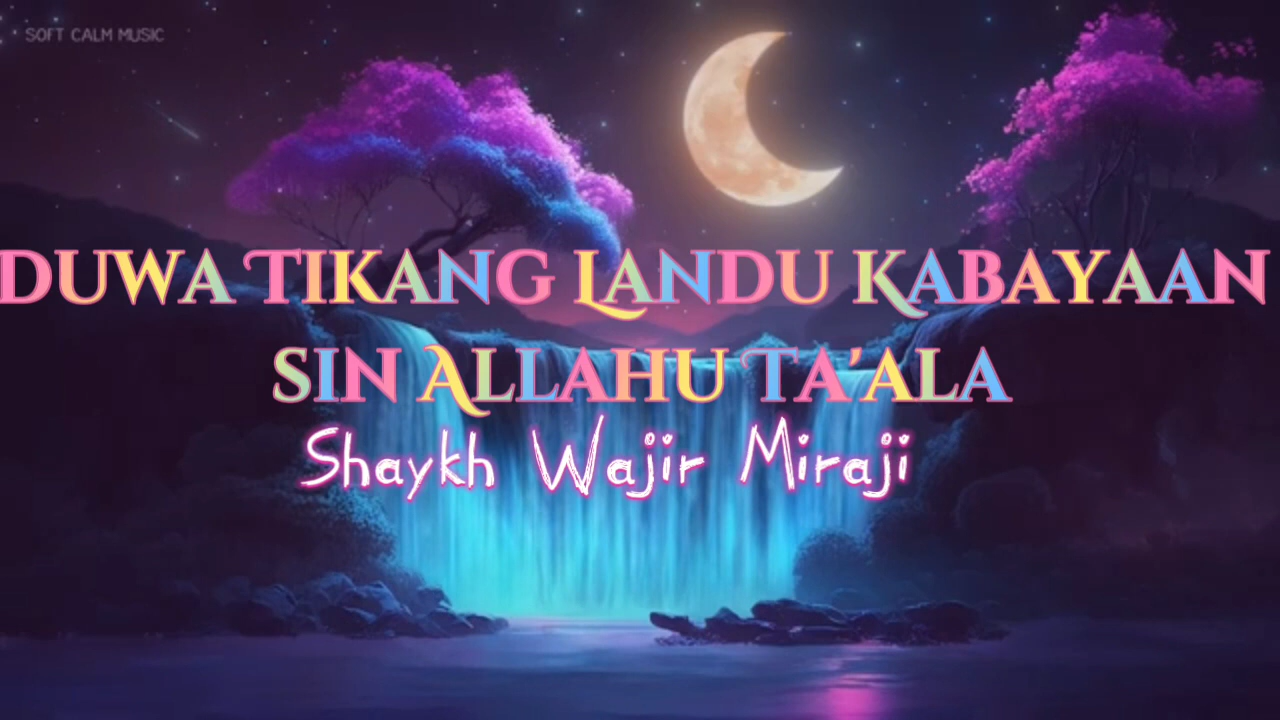 SOFT CALM MUSIC
DUWA TIKANG LANDU KABAYAAN
SIN ALLAHU TA'ALA
Shaykh Wajir Miraji